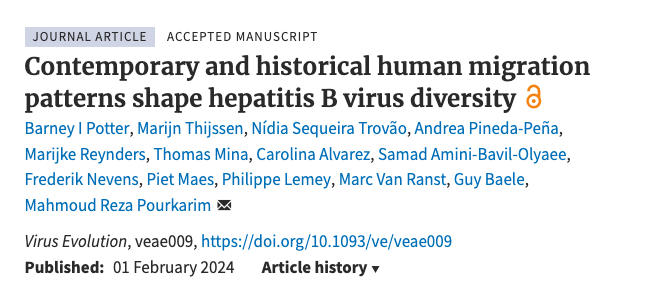 JOURNAL ARTICLE ACCEPTED MANUSCRIPT
Contemporary and historical human migration
patterns shape hepatitis B virus diversity
Barney I Potter, Marijn Thijssen, Nídia Sequeira Trovão, Andrea Pineda-Peña,
Marijke Reynders, Thomas Mina, Carolina Alvarez, Samad Amini-Bavil-Olyaee,
Frederik Nevens, Piet Maes, Philippe Lemey, Marc Van Ranst, Guy Baele,
Mahmoud Reza Pourkarim
Virus Evolution, veae009, https://doi.org/10.1093/ve/veae009
Published: 01 February 2024 Article history ▾